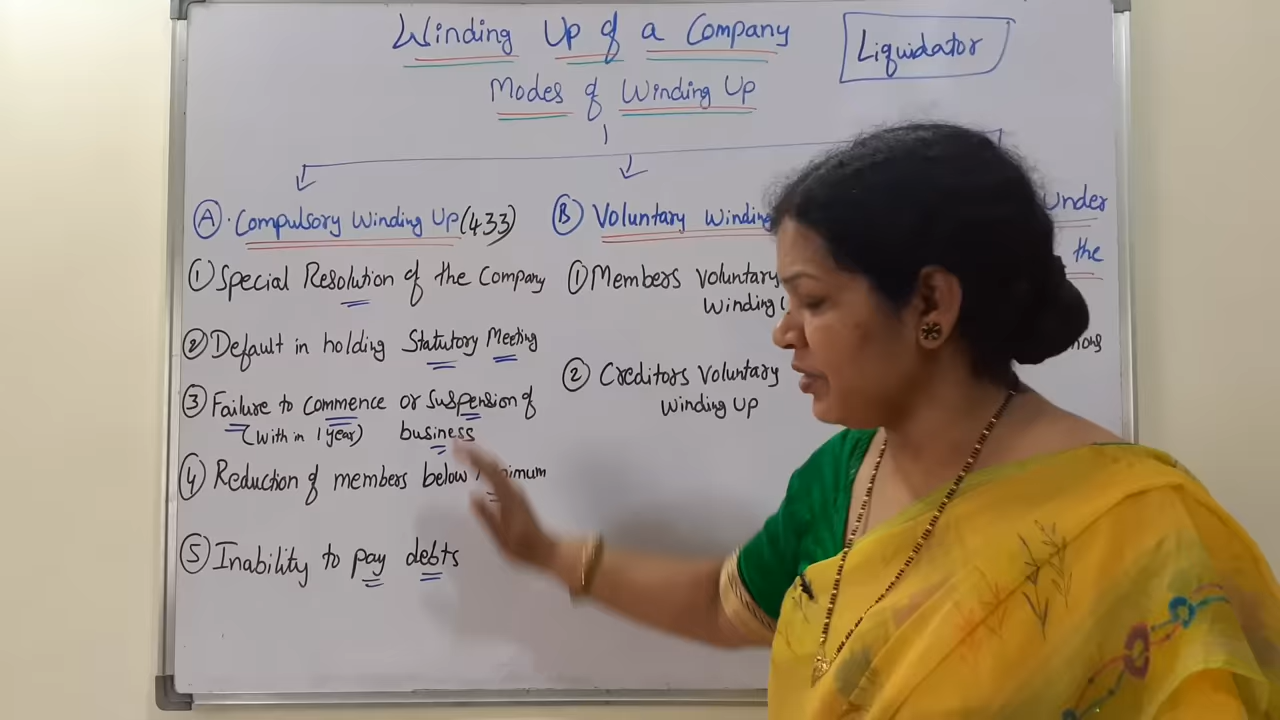 Winding Up of a Company
Liquidator
Modes of Winding Up
(A). Compulsory Winding Up (433)
(1) Special Resolution of the Company
(2) Default in holding Statutory Meeting
(3) Failure to commence or suspension of
(with in 1 year) business
(4) Reduction of members below
(5) Inability to pay debts
(B) Voluntary Winding
(1) Members Voluntary
Winding
(2) Creditors Voluntary
Winding Up
Under
the